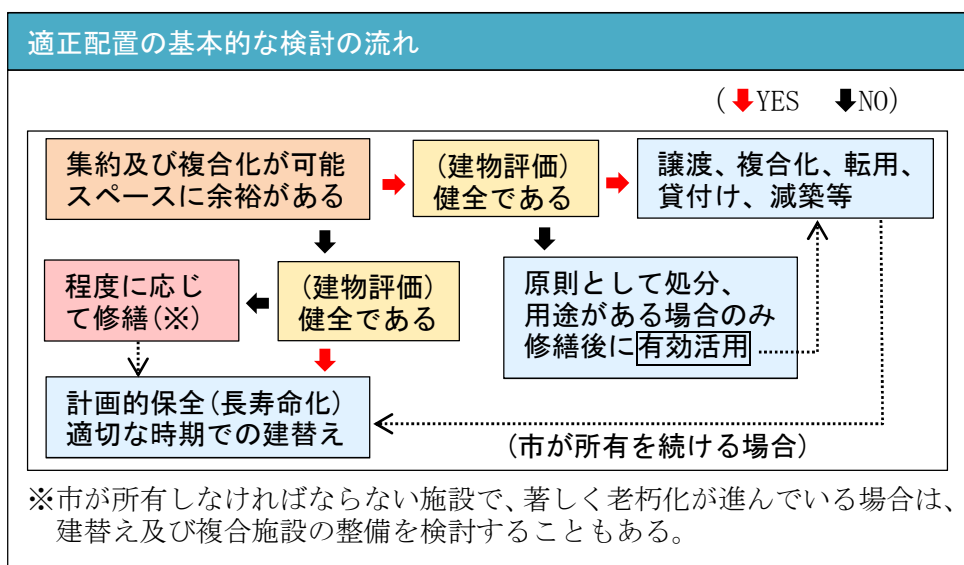 適正配置の基本的な検討の流れ
(⬇YES ⬇NO)
集約及び複合化が可能
スペースに余裕がある
(建物評価)
健全である
譲渡、複合化、転用、
貸付け、減築等
程度に応じ
て修繕(※)
(建物評価)
健全である
原則として処分、
用途がある場合のみ
修繕後に有効活用
計画的保全(長寿命化)
適切な時期での建替え
(市が所有を続ける場合)
※市が所有しなければならない施設で、著しく老朽化が進んでいる場合は、
建替え及び複合施設の整備を検討することもある。